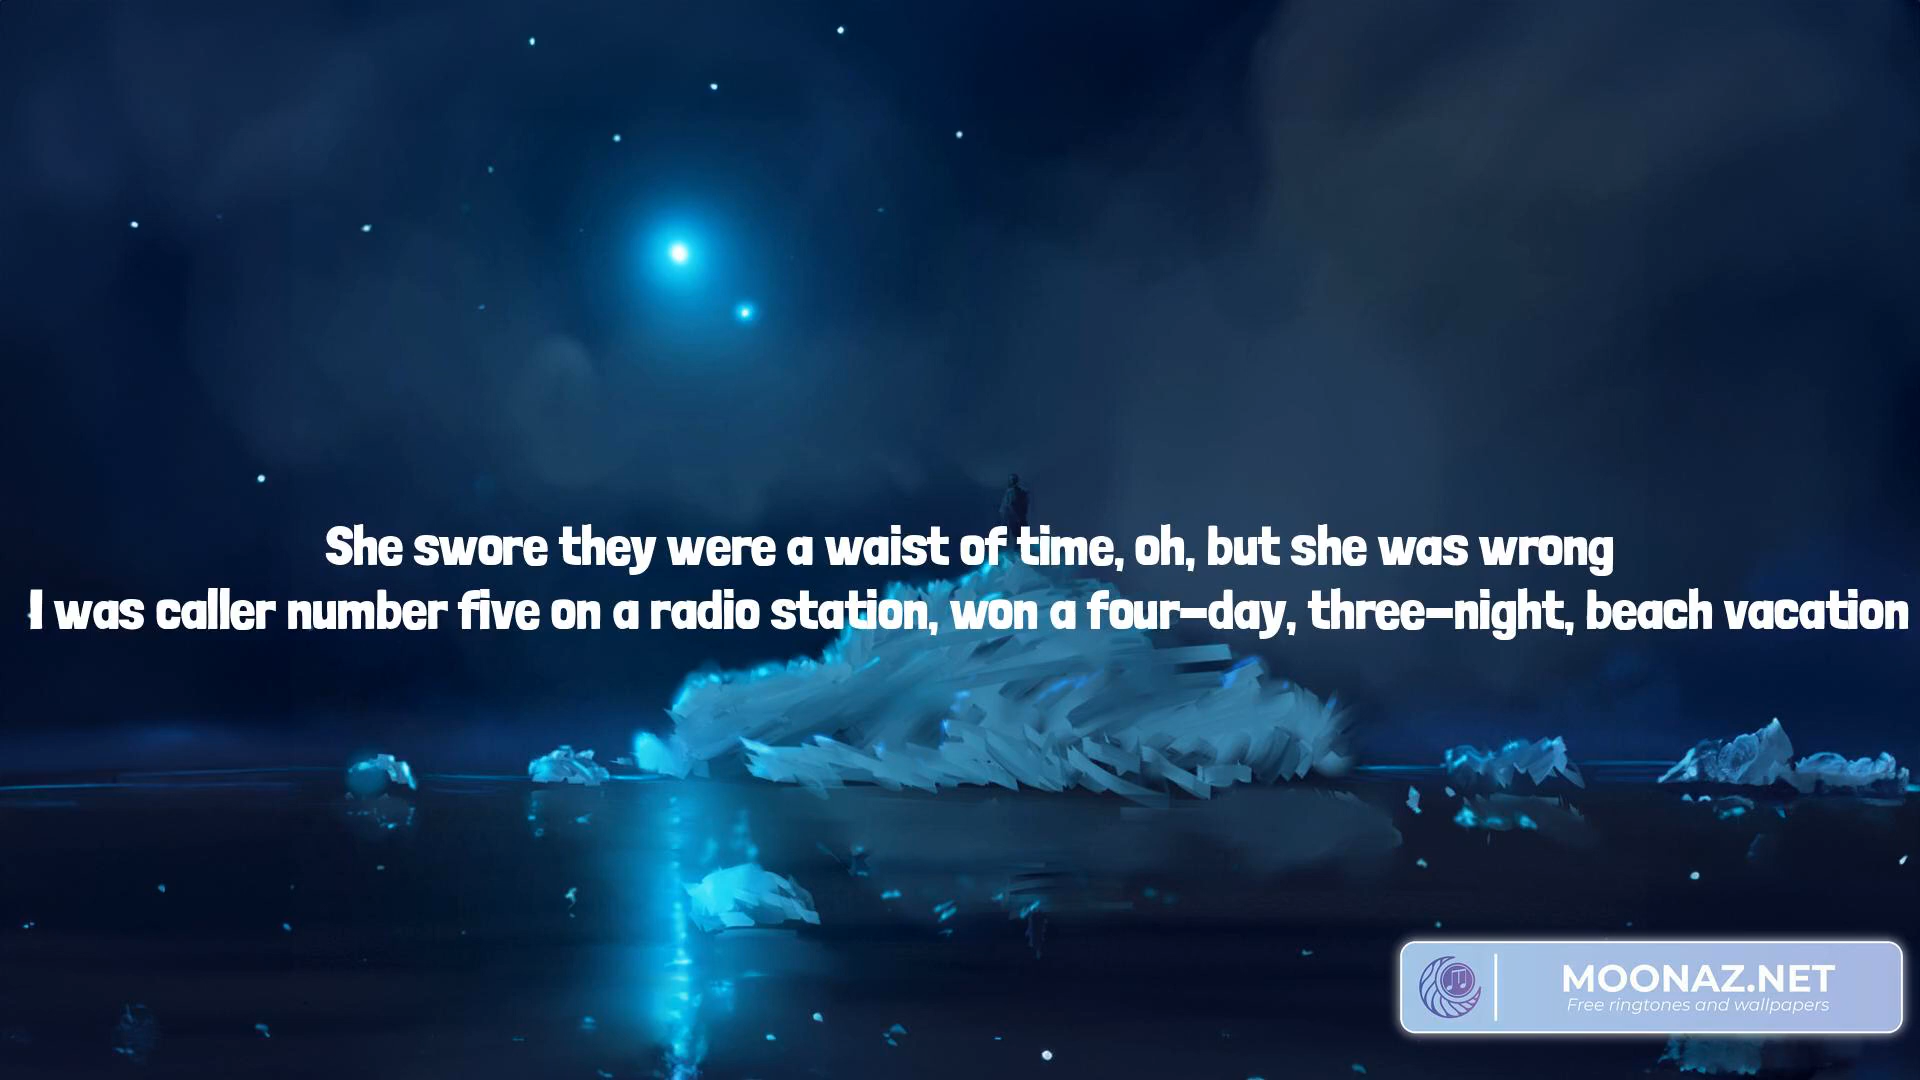 She swore they were a waist of time, oh, but she was wrong
I was caller number five on a radio station, won a four-day, three-night, beach vacation
MOONAZ.NET
Free ringtones and wallpapers